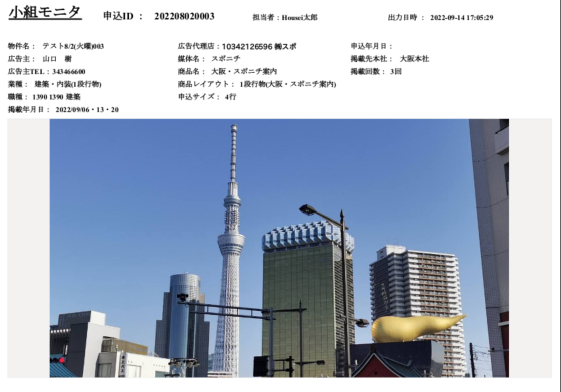 小組モニタ 申込ID ： 202208020003 担当者：Housei太郎 出力日時 ： 2022-09-14 17:05:29
物件名： テスト8/2(火曜)003 広告代理店：10342126596 ㈱スポ 申込年月日：
広告主： 山口 樹 媒体名： スポニチ 掲載先本社： 大阪本社
広告主TEL：343466600 商品名： 大阪・スポニチ案内 掲載回数： 3回
業種： 建築・内装(1段行物) 商品レイアウト： 1段行物(大阪・スポニチ案内)
職種： 1390 1390 建築 申込サイズ： 4行
掲載年月日： 2022/09/06・13・20